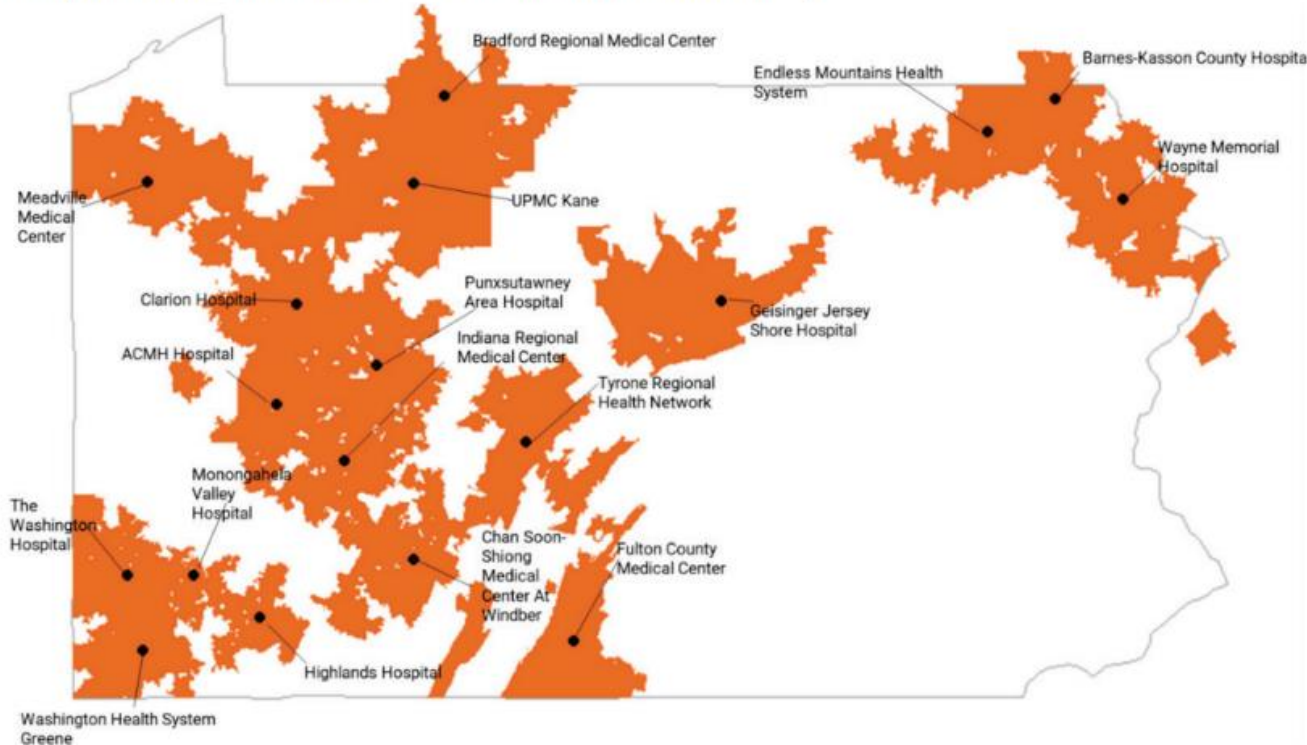 Bradford Regional Medical Center
Barnes-Kasson County Hospita
Endless Mountains Health
System
Wayne Memorial
Hospital
Meadville
Medical
Center
UPMC Kane
Punxsutawney
Area Hospital
Clarion Hospital
Geisinger Jersey
Shore Hospital
Indiana Regional
Medical Center
ACMH Hospital
Tyrone Regional
Health Network
Monongahela
Valley
Hospital
The
Washington
Hospital
Chan Soon-
Shiong
Medical
Center At
Windber
Fulton County
Medical Center
Highlands Hospital
Washington Health System
Greene